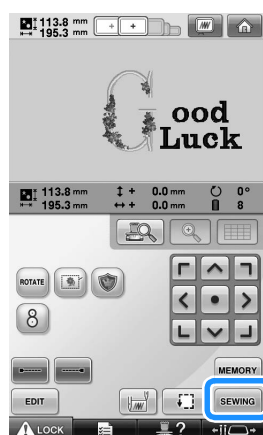 113.8 mm
195.3 mm
Good
Luck
113.8 mm + 0.0 mm 0°
195.3 mm + 0.0 mm 8
ROTATE
8
MEMORY
EDIT
SEWING
LOCK ?